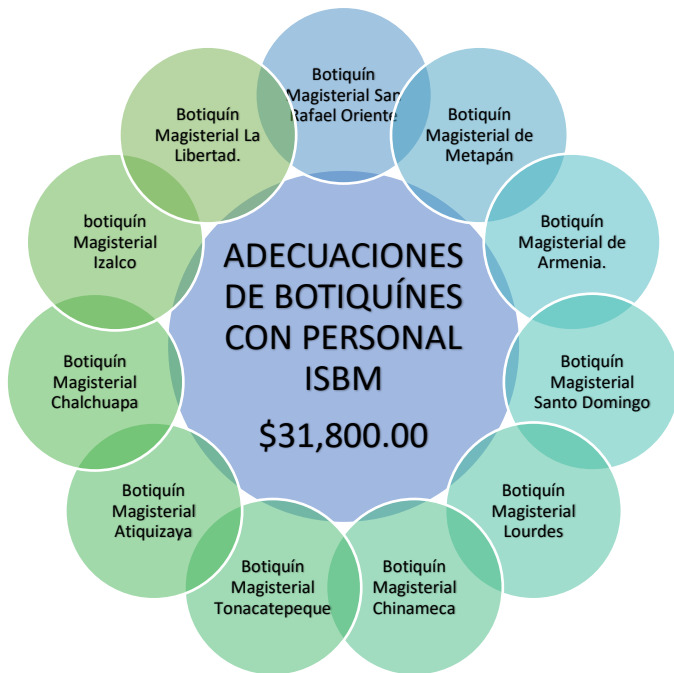 Botiquín
Magisterial San
Rafael Oriente
Botiquín
Magisterial de
Metapán
Botiquín
Magisterial de
Armenia.
Botiquín
Magisterial
Santo Domingo
Botiquín
Magisterial
Lourdes
Botiquín
Magisterial
Chinameca
Botiquín
Magisterial
Tonacatepeque
Botiquín
Magisterial
Atiquizaya
Botiquín
Magisterial
Chalchuapa
botiquín
Magisterial
Izalco
Botiquín
Magisterial La
Libertad.
ADECUACIONES
DE BOTIQUÍNES
CON PERSONAL
ISBM
$31,800.00